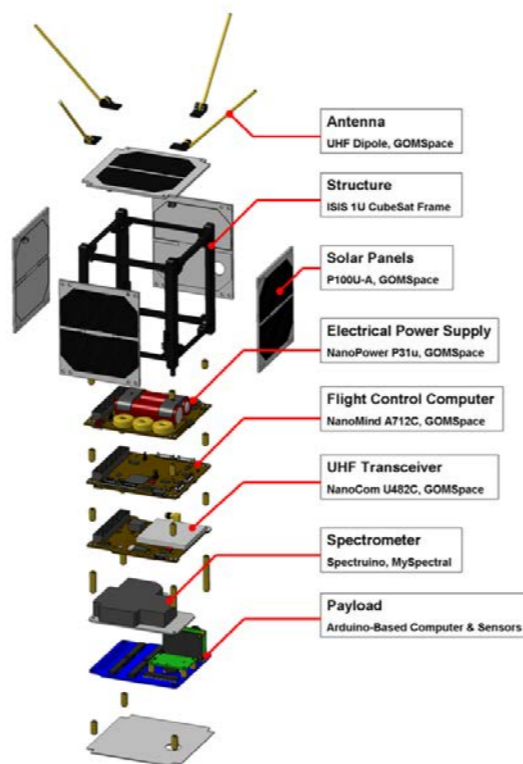 Antenna
UHF Dipole, GOMSpace
Structure
ISIS 1U CubeSat Frame
Solar Panels
P100U-A, GOMSpace
Electrical Power Supply
NanoPower P31u, GOMSpace
Flight Control Computer
NanoMind A712C, GOMSpace
UHF Transceiver
NanoCom U482C, GOMSpace
Spectrometer
Spectruino, MySpectral
Payload
Arduino-Based Computer & Sensors